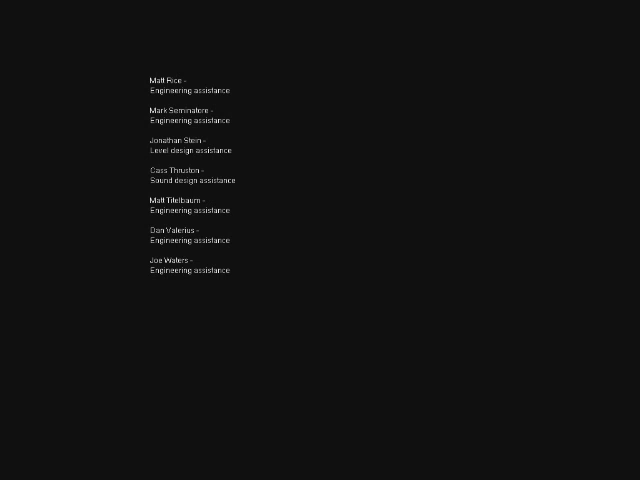 Matt Rice -
Engineering assistance
Mark Seminatore -
Engineering assistance
Jonathan Stein -
Level design assistance
Cass Thruston -
Sound design assistance
Matt Titelbaum -
Engineering assistance
Dan Valerius -
Engineering assistance
Joe Waters -
Engineering assistance